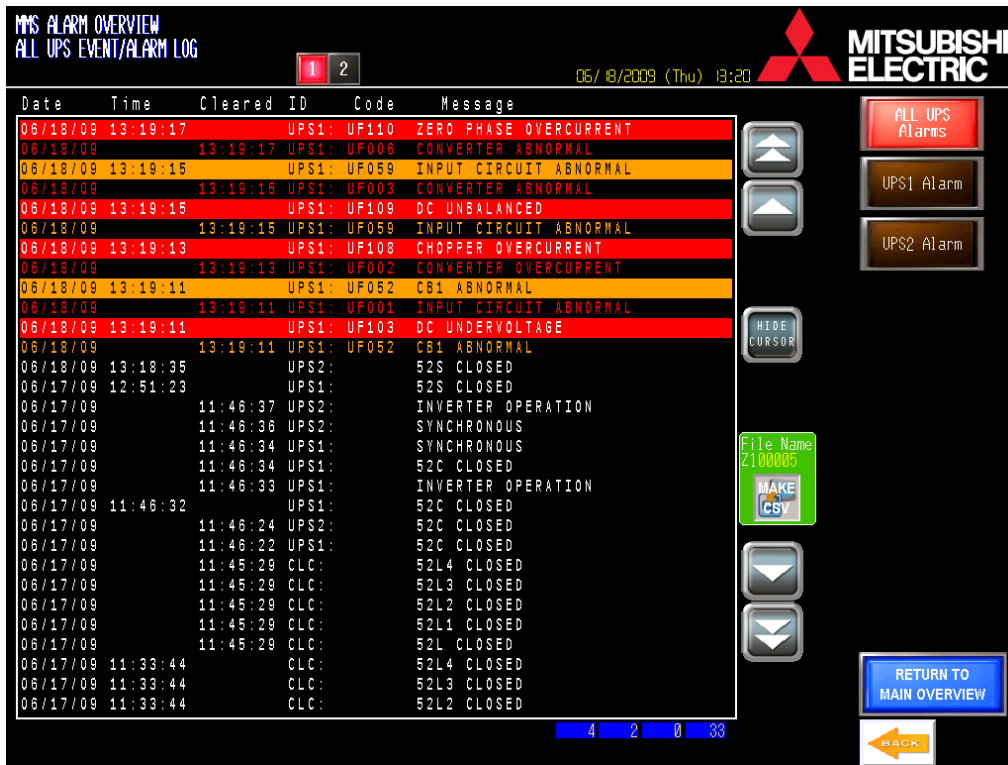 MMS ALARM OVERVIEW
ALL UPS EVENT/ALARM LOG
1 2
06/18/2009 (Thu) 13:20
MITSUBISHI
ELECTRIC
Date Time Cleared ID Code Message
06/18/09 13:19:17 UPS1: UF110 ZERO PHASE OVERCURRENT
06/18/09 13:19:17 UPS1: UF006 CONVERTER ABNORMAL
06/18/09 13:19:15 UPS1: UF059 INPUT CIRCUIT ABNORMAL
06/18/09 13:19:15 UPS1: UF003 CONVERTER ABNORMAL
06/18/09 13:19:15 UPS1: UF109 DC UNBALANCED
06/18/09 13:19:15 UPS1: UF059 INPUT CIRCUIT ABNORMAL
06/18/09 13:19:13 UPS1: UF108 CHOPPER OVERCURRENT
06/18/09 13:19:13 UPS1: UF002 CONVERTER OVERCURRENT
06/18/09 13:19:11 UPS1: UF052 CB1 ABNORMAL
06/18/09 13:19:11 UPS1: UF001 INPUT CIRCUIT ABNORMAL
06/18/09 13:19:11 UPS1: UF103 DC UNDERVOLTAGE
06/18/09 13:19:11 UPS1: UF052 CB1 ABNORMAL
06/18/09 13:18:35 UPS2: 52S CLOSED
06/17/09 12:51:23 UPS1: 52S CLOSED
06/17/09 11:46:37 UPS2: INVERTER OPERATION
06/17/09 11:46:36 UPS2: SYNCHRONOUS
06/17/09 11:46:34 UPS1: SYNCHRONOUS
06/17/09 11:46:34 UPS1: 52C CLOSED
06/17/09 11:46:33 UPS1: INVERTER OPERATION
06/17/09 11:46:32 UPS1: 52C CLOSED
06/17/09 11:46:24 UPS2: 52C CLOSED
06/17/09 11:46:22 UPS1: 52C CLOSED
06/17/09 11:45:29 CLC: 52L4 CLOSED
06/17/09 11:45:29 CLC: 52L3 CLOSED
06/17/09 11:45:29 CLC: 52L2 CLOSED
06/17/09 11:45:29 CLC: 52L1 CLOSED
06/17/09 11:45:29 CLC: 52L CLOSED
06/17/09 11:33:44 CLC: 52L4 CLOSED
06/17/09 11:33:44 CLC: 52L3 CLOSED
06/17/09 11:33:44 CLC: 52L2 CLOSED
4 2 0 33
HIDE
CURSOR
File Name
Z100005
MAKE
CSV
ALL UPS
Alarms
UPS1 Alarm
UPS2 Alarm
RETURN TO
MAIN OVERVIEW
BACK